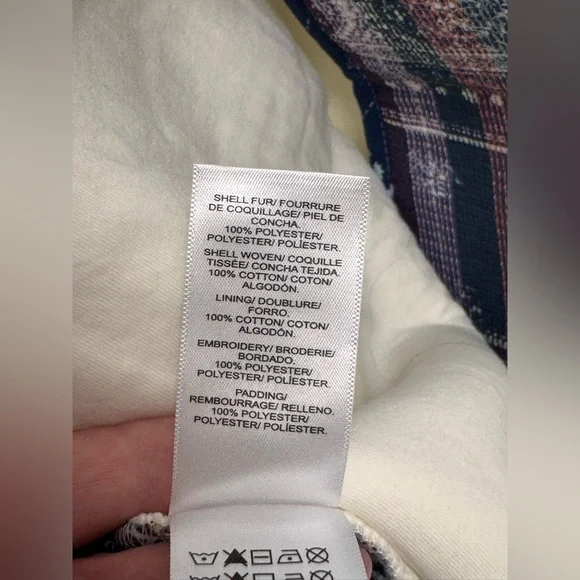 SHELL FUR/ FOURRURE
DE COQUILLAGE/ PIEL DE
CONCHA.
100% POLYESTER/
POLYESTER/ POLÍESTER.
SHELL WOVEN/ COQUILLE
TISSÉE/ CONCHA TEJIDA.
100% COTTON/ COTON/
ALGODÓN.
LINING/ DOUBLURE/
FORRO.
100% COTTON/ COTON/
ALGODÓN.
EMBROIDERY/ BRODERIE/
BORDADO.
100% POLYESTER/
POLYESTER/ POLÍESTER.
PADDING/
REMBOURRAGE/ RELLENO.
100% POLYESTER/
POLYESTER/ POLÍESTER.